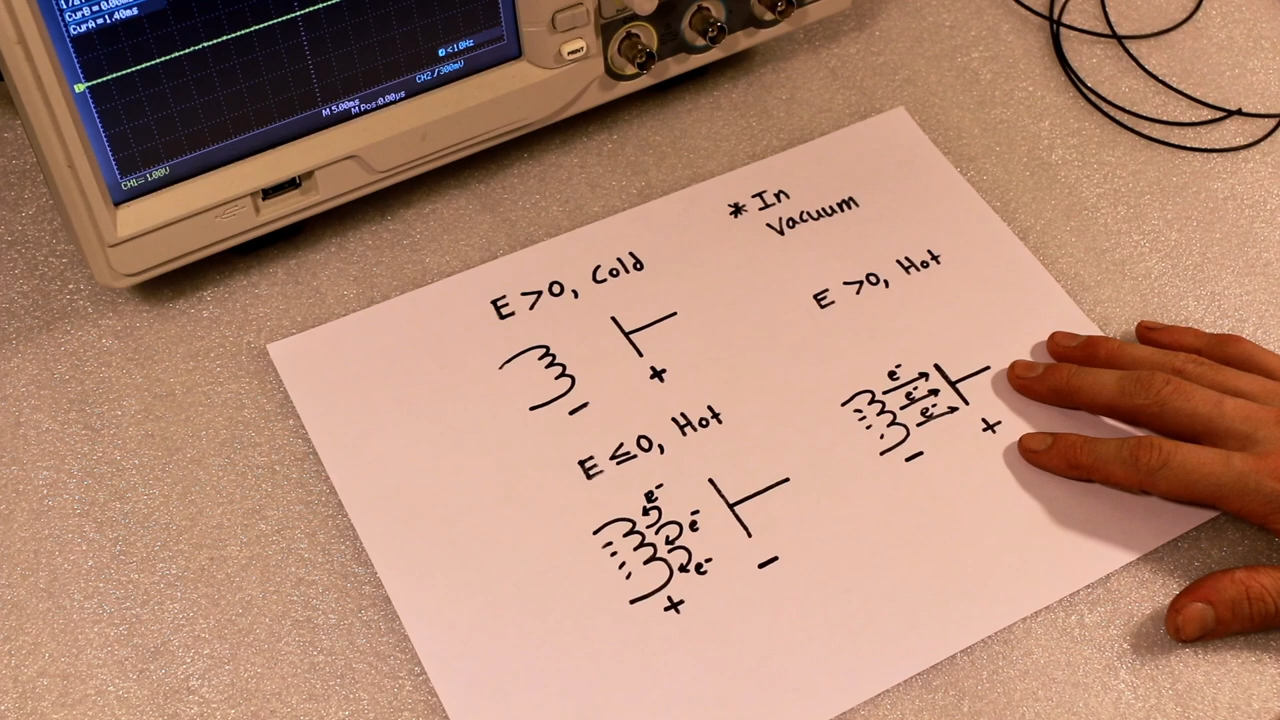 CurB = 0.00
CurA = 1.40ms
<10Hz
CH2 / 300mV
M 5.00ms
M Pos:0.00µs
CH1= 1.00V
PRINT
* In
Vacuum
E > 0, Cold
+
−
E > 0, Hot
e⁻
e⁻
e⁻
+
−
E ≤ 0, Hot
e⁻
e⁻
e⁻
−
+